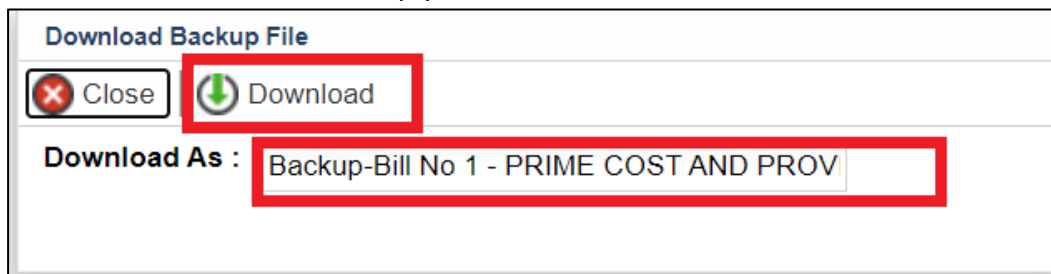 Download Backup File
Close Download
Download As : Backup-Bill No 1 - PRIME COST AND PROV